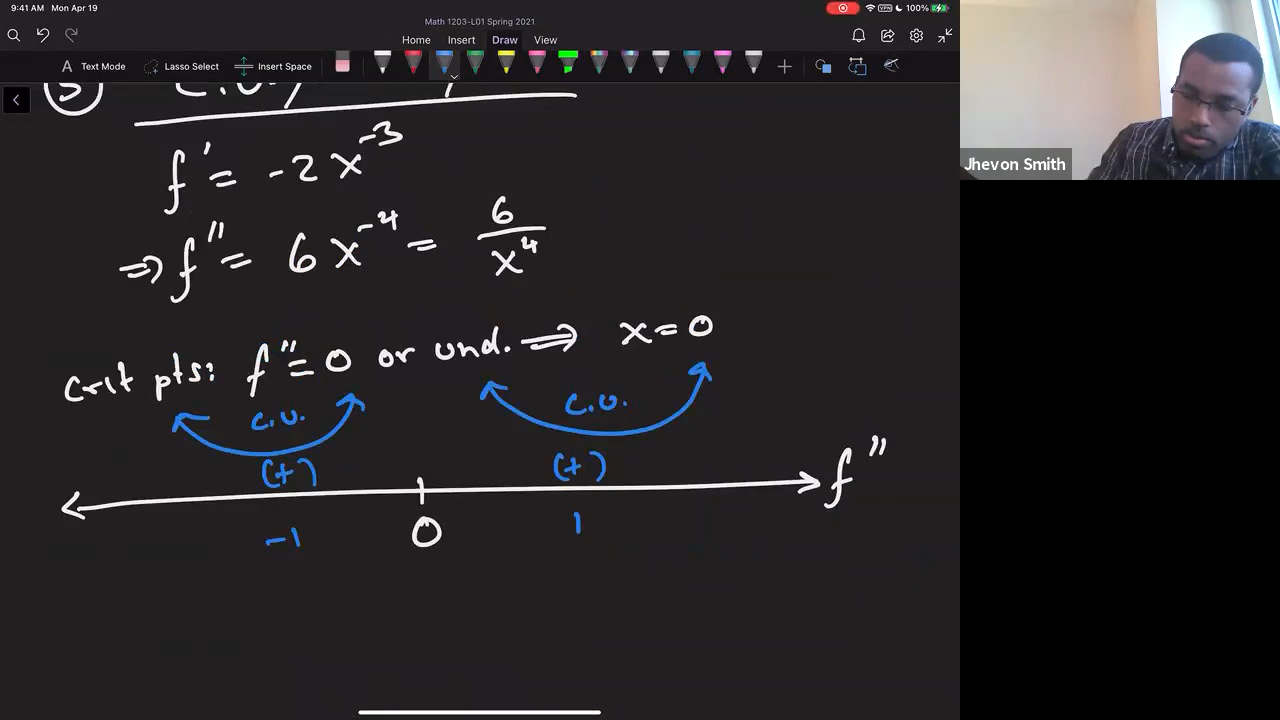 9:41 AM Mon Apr 19
VPN
100%
Math 1203-L01 Spring 2021
Home Insert Draw View
Text Mode Lasso Select Insert Space
Jhevon Smith
f' = -2x⁻³
⇒ f'' = 6x⁻⁴ = 6/x⁴
crit pts: f'' = 0 or und. ⇒ x = 0
C.U. C.U.
(+) (+)
f''
-1 0 1